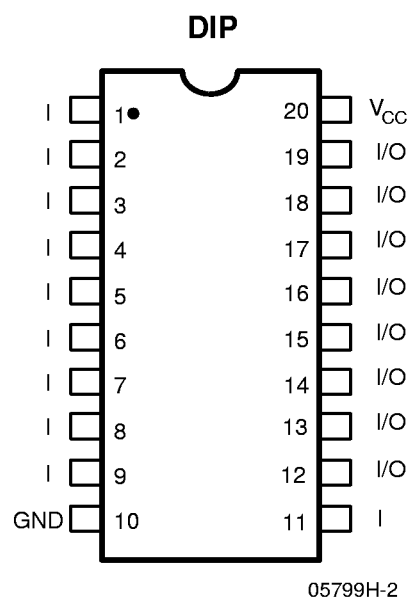 DIP
I 1 20 VCC
I 2 19 I/O
I 3 18 I/O
I 4 17 I/O
I 5 16 I/O
I 6 15 I/O
I 7 14 I/O
I 8 13 I/O
I 9 12 I/O
GND 10 11 I
05799H-2